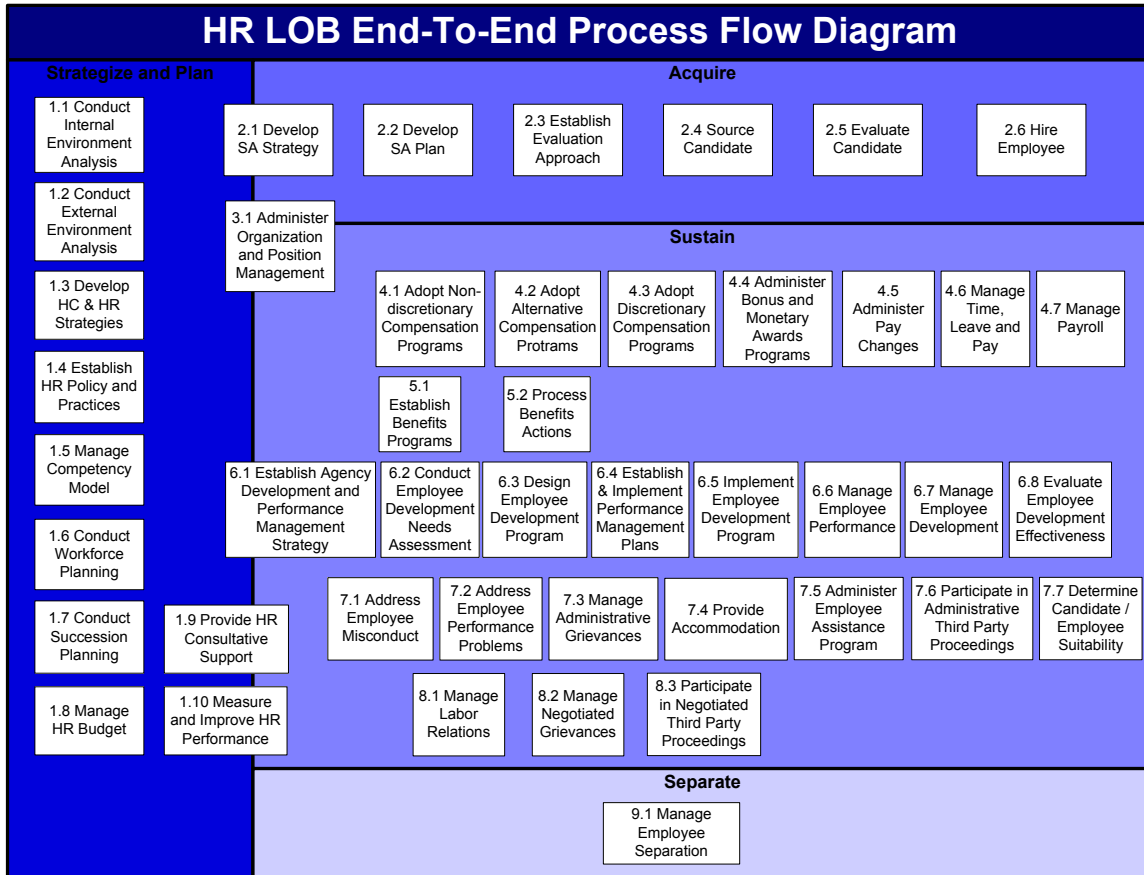 HR LOB End-To-End Process Flow Diagram
Strategize and Plan
Acquire
1.1 Conduct
Internal
Environment
Analysis
2.1 Develop
SA Strategy
2.2 Develop
SA Plan
2.3 Establish
Evaluation
Approach
2.4 Source
Candidate
2.5 Evaluate
Candidate
2.6 Hire
Employee
1.2 Conduct
External
Environment
Analysis
3.1 Administer
Organization
and Position
Management
Sustain
1.3 Develop
HC & HR
Strategies
4.1 Adopt Non-
discretionary
Compensation
Programs
4.2 Adopt
Alternative
Compensation
Protrams
4.3 Adopt
Discretionary
Compensation
Programs
4.4 Administer
Bonus and
Monetary
Awards
Programs
4.5
Administer
Pay
Changes
4.6 Manage
Time,
Leave and
Pay
4.7 Manage
Payroll
1.4 Establish
HR Policy and
Practices
5.1
Establish
Benefits
Programs
5.2 Process
Benefits
Actions
1.5 Manage
Competency
Model
6.1 Establish Agency
Development and
Performance
Management
Strategy
6.2 Conduct
Employee
Development
Needs
Assessment
6.3 Design
Employee
Development
Program
6.4 Establish
& Implement
Performance
Management
Plans
6.5 Implement
Employee
Development
Program
6.6 Manage
Employee
Performance
6.7 Manage
Employee
Development
6.8 Evaluate
Employee
Development
Effectiveness
1.6 Conduct
Workforce
Planning
1.7 Conduct
Succession
Planning
1.9 Provide HR
Consultative
Support
7.1 Address
Employee
Misconduct
7.2 Address
Employee
Performance
Problems
7.3 Manage
Administrative
Grievances
7.4 Provide
Accommodation
7.5 Administer
Employee
Assistance
Program
7.6 Participate in
Administrative
Third Party
Proceedings
7.7 Determine
Candidate /
Employee
Suitability
1.8 Manage
HR Budget
1.10 Measure
and Improve HR
Performance
8.1 Manage
Labor
Relations
8.2 Manage
Negotiated
Grievances
8.3 Participate
in Negotiated
Third Party
Proceedings
Separate
9.1 Manage
Employee
Separation